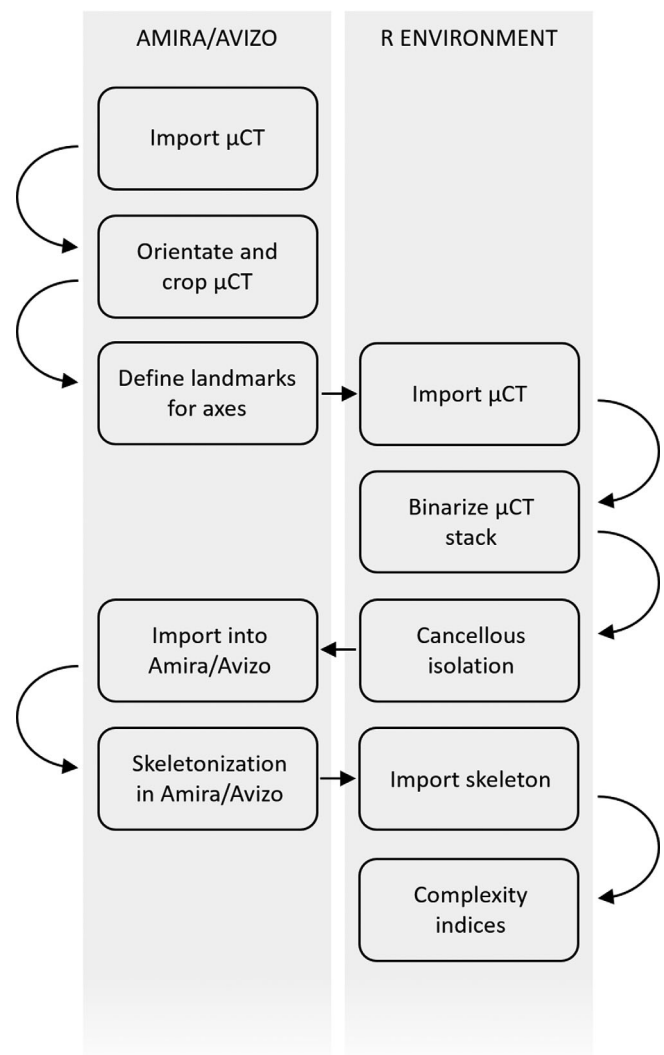 AMIRA/AVIZO
R ENVIRONMENT
Import µCT
Orientate and
crop µCT
Define landmarks
for axes
Import µCT
Binarize µCT
stack
Cancellous
isolation
Import into
Amira/Avizo
Skeletonization
in Amira/Avizo
Import skeleton
Complexity
indices